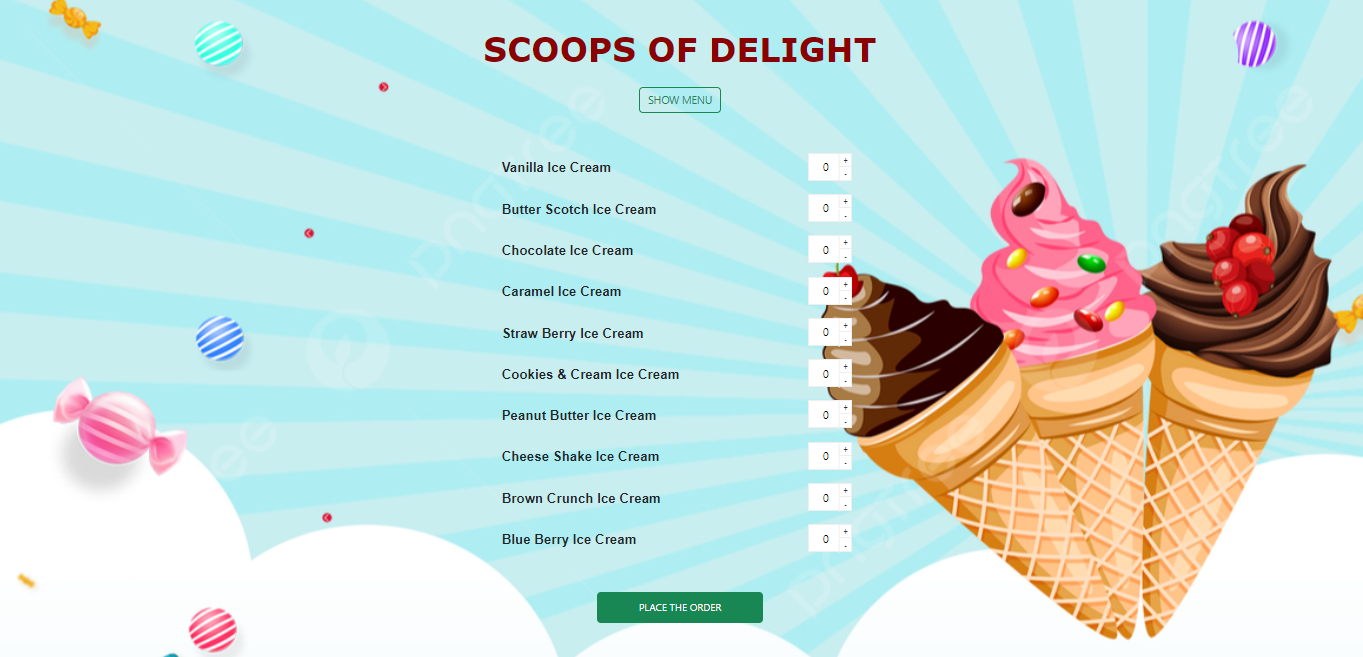 SCOOPS OF DELIGHT
SHOW MENU
Vanilla Ice Cream 0 + -
Butter Scotch Ice Cream 0 + -
Chocolate Ice Cream 0 + -
Caramel Ice Cream 0 + -
Straw Berry Ice Cream 0 + -
Cookies & Cream Ice Cream 0 + -
Peanut Butter Ice Cream 0 + -
Cheese Shake Ice Cream 0 + -
Brown Crunch Ice Cream 0 + -
Blue Berry Ice Cream 0 + -
PLACE THE ORDER
pngtree
pngtree